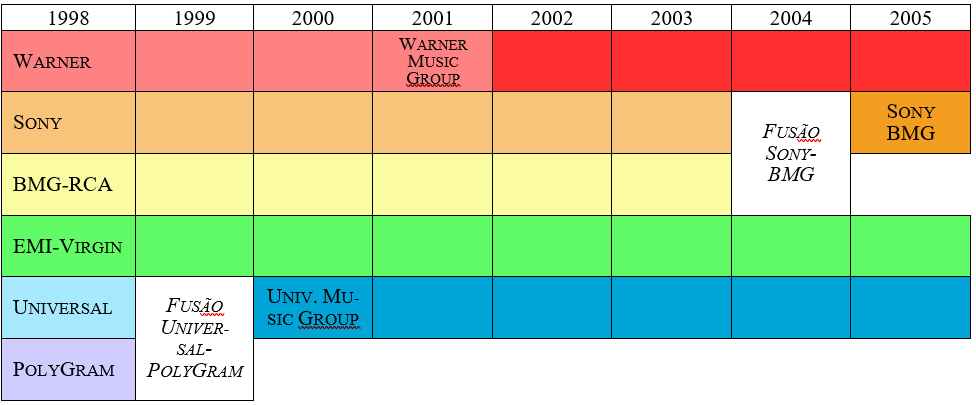 1998 1999 2000 2001 2002 2003 2004 2005
WARNER
WARNER
MUSIC
GROUP
SONY
FUSÃO
SONY-
BMG
SONY
BMG
BMG-RCA
EMI-VIRGIN
UNIVERSAL
FUSÃO
UNIVER-
SAL-
POLYGRAM
UNIV. MU-
SIC GROUP
POLYGRAM